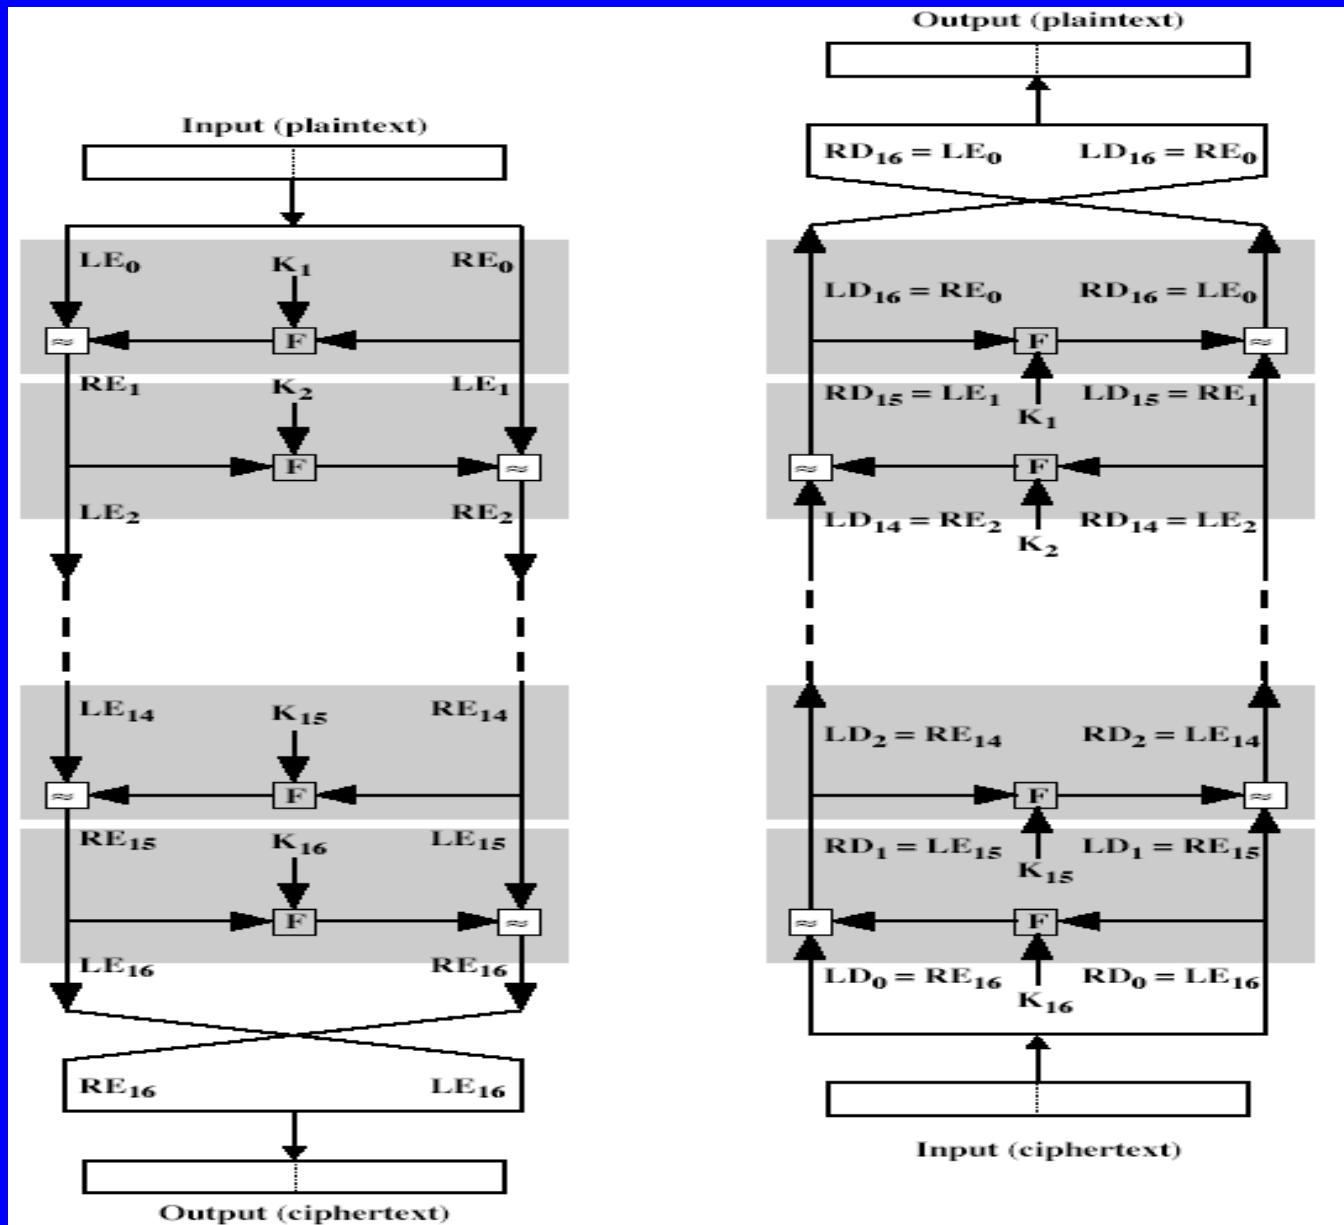 Input (plaintext)
LE₀ K₁ RE₀
≈ F
RE₁ K₂ LE₁
F ≈
LE₂ RE₂
LE₁₄ K₁₅ RE₁₄
≈ F
RE₁₅ K₁₆ LE₁₅
F ≈
LE₁₆ RE₁₆
RE₁₆ LE₁₆
Output (ciphertext)
Output (plaintext)
RD₁₆ = LE₀ LD₁₆ = RE₀
LD₁₆ = RE₀ RD₁₆ = LE₀
F ≈
RD₁₅ = LE₁ K₁ LD₁₅ = RE₁
≈ F
LD₁₄ = RE₂ K₂ RD₁₄ = LE₂
LD₂ = RE₁₄ RD₂ = LE₁₄
F ≈
RD₁ = LE₁₅ K₁₅ LD₁ = RE₁₅
≈ F
LD₀ = RE₁₆ K₁₆ RD₀ = LE₁₆
Input (ciphertext)